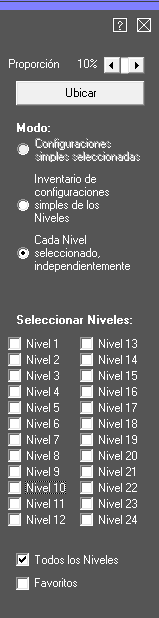 ?
Proporción 10%
Ubicar
Modo:
Configuraciones
simples seleccionadas
Inventario de
configuraciones
simples de los
Niveles
Cada Nivel
seleccionado,
independientemente
Seleccionar Niveles:
Nivel 1 Nivel 13
Nivel 2 Nivel 14
Nivel 3 Nivel 15
Nivel 4 Nivel 16
Nivel 5 Nivel 17
Nivel 6 Nivel 18
Nivel 7 Nivel 19
Nivel 8 Nivel 20
Nivel 9 Nivel 21
Nivel 10 Nivel 22
Nivel 11 Nivel 23
Nivel 12 Nivel 24
Todos los Niveles
Favoritos